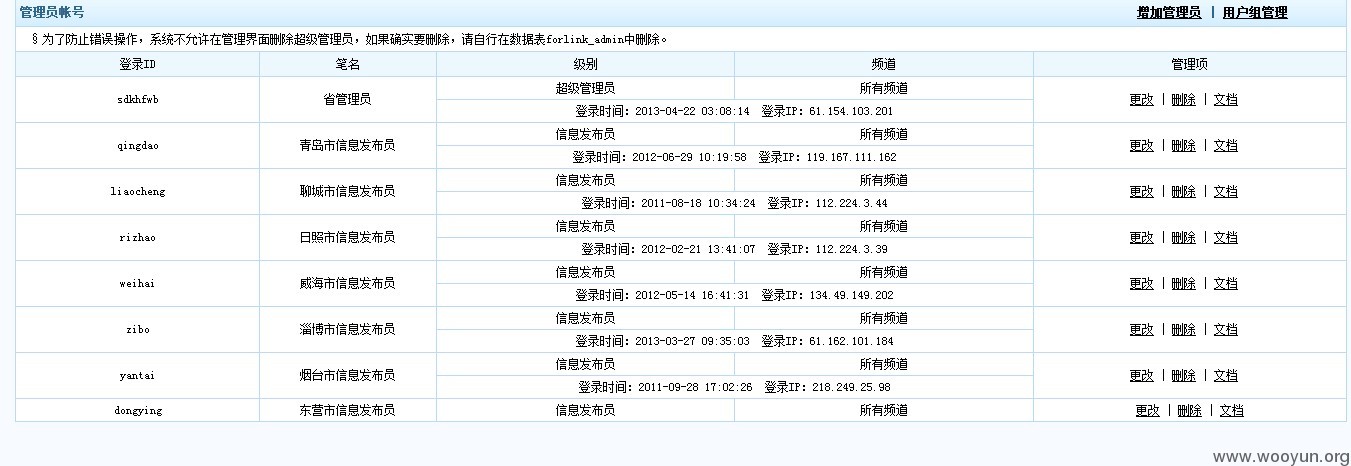 管理员帐号 增加管理员 | 用户组管理
§ 为了防止错误操作，系统不允许在管理界面删除超级管理员，如果确实要删除，请自行在数据表forlink_admin中删除。
登录ID 笔名 级别 频道 管理项
sdkhfwb 省管理员 超级管理员 所有频道 更改 | 删除 | 文档
登录时间：2013-04-22 03:08:14 登录IP：61.154.103.201
qingdao 青岛市信息发布员 信息发布员 所有频道 更改 | 删除 | 文档
登录时间：2012-06-29 10:19:58 登录IP：119.167.111.162
liaocheng 聊城市信息发布员 信息发布员 所有频道 更改 | 删除 | 文档
登录时间：2011-08-18 10:34:24 登录IP：112.224.3.44
rizhao 日照市信息发布员 信息发布员 所有频道 更改 | 删除 | 文档
登录时间：2012-02-21 13:41:07 登录IP：112.224.3.39
weihai 威海市信息发布员 信息发布员 所有频道 更改 | 删除 | 文档
登录时间：2012-05-14 16:41:31 登录IP：134.49.149.202
zibo 淄博市信息发布员 信息发布员 所有频道 更改 | 删除 | 文档
登录时间：2013-03-27 09:35:03 登录IP：61.162.101.184
yantai 烟台市信息发布员 信息发布员 所有频道 更改 | 删除 | 文档
登录时间：2011-09-28 17:02:26 登录IP：218.249.25.98
dongying 东营市信息发布员 信息发布员 所有频道 更改 | 删除 | 文档
www.wooyun.org